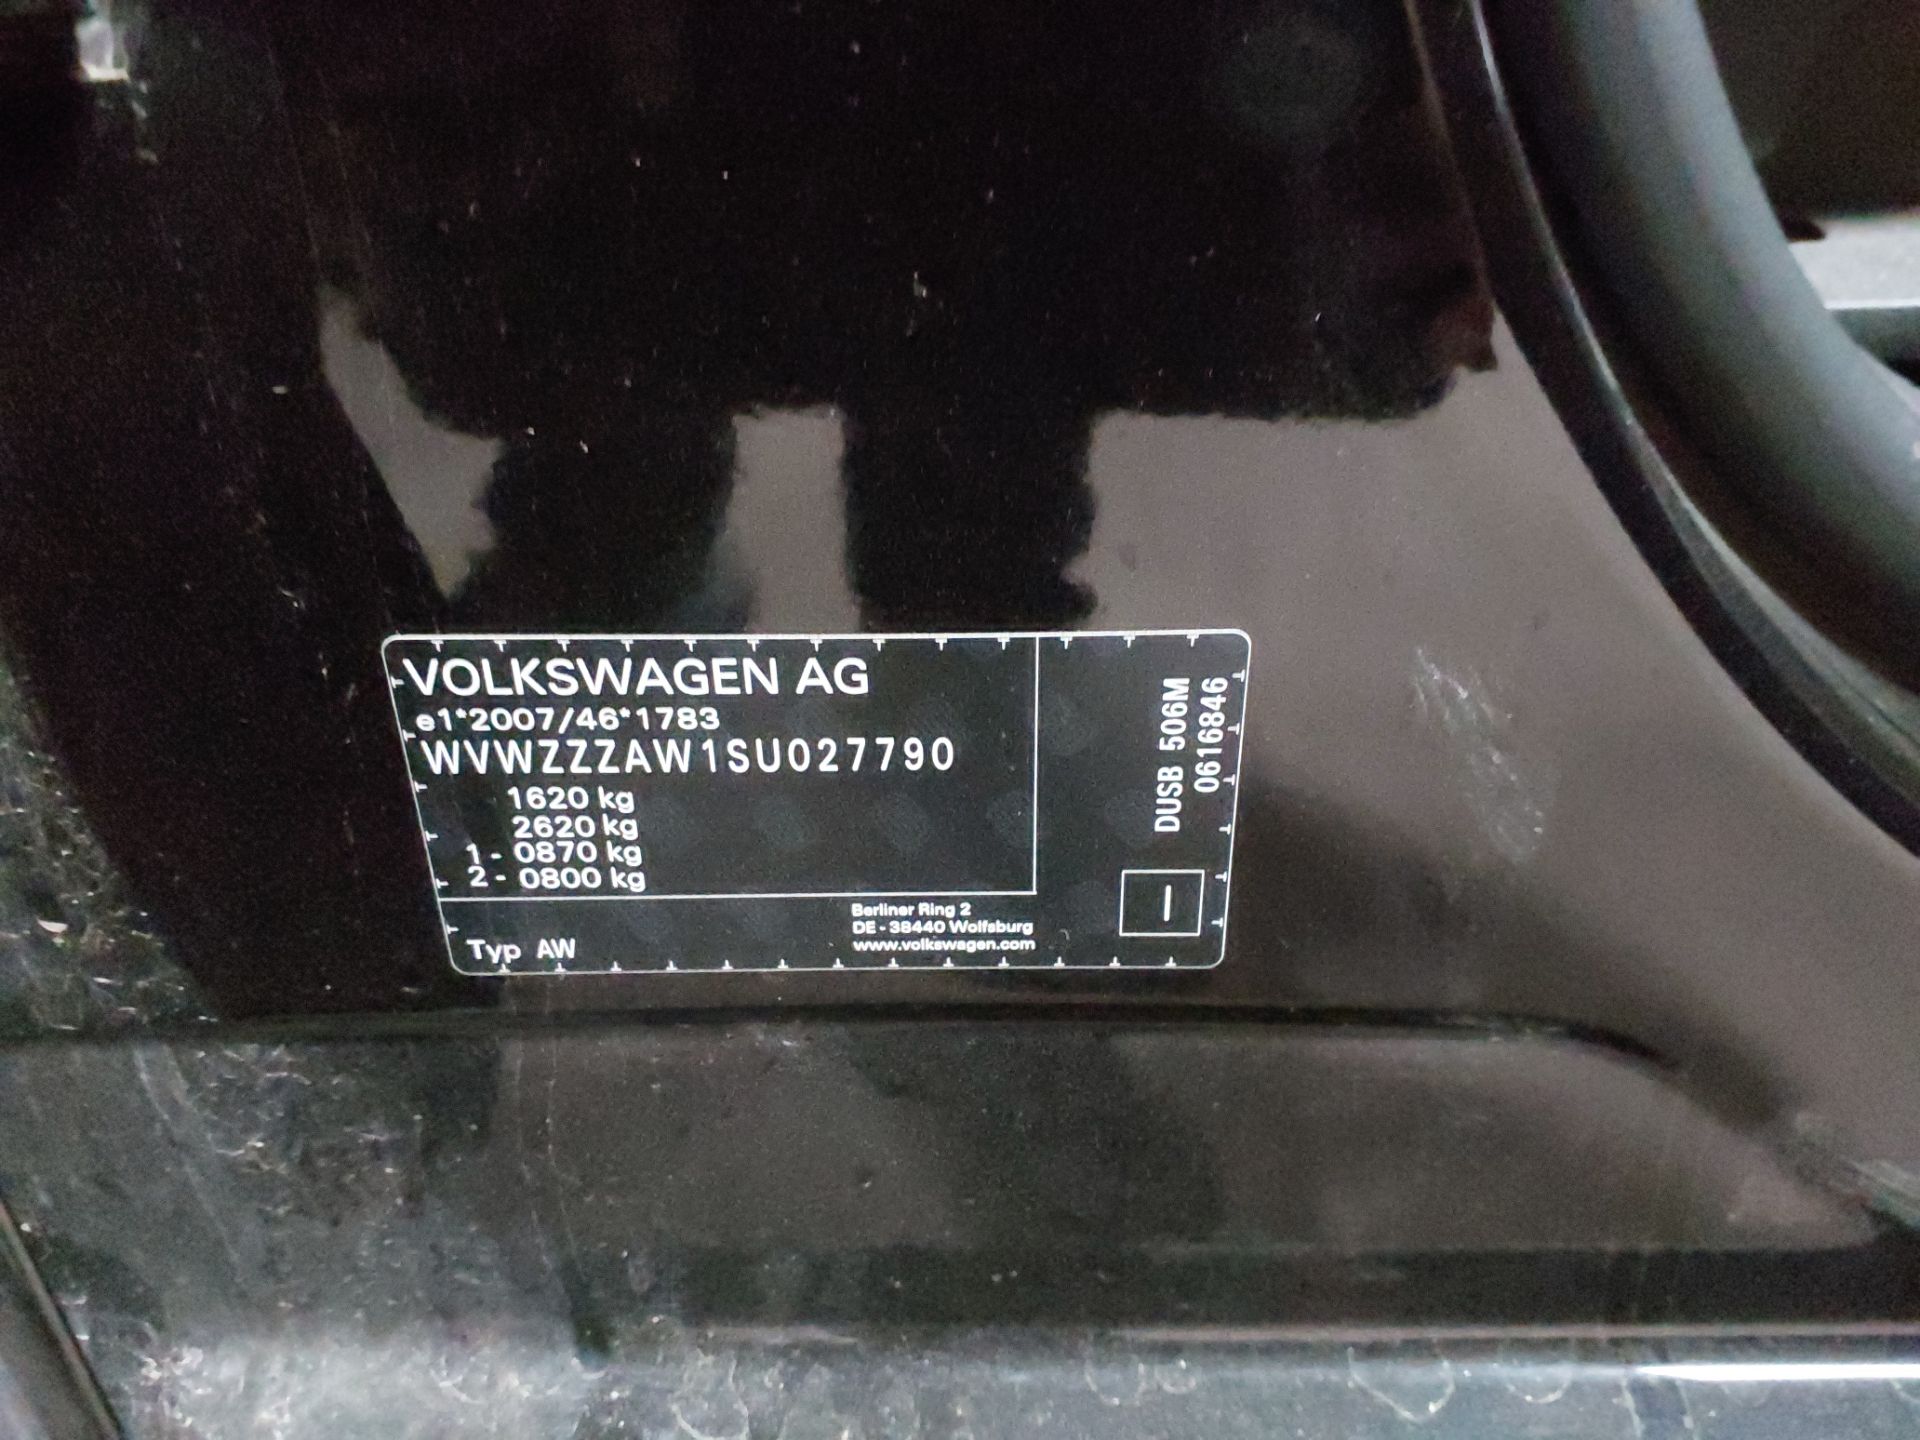 VOLKSWAGEN AG
e1*2007/46*1783
WVWZZZAW1SU027790
1620 kg
2620 kg
1 - 0870 kg
2 - 0800 kg
Typ AW
Berliner Ring 2
DE - 38440 Wolfsburg
www.volkswagen.com
DUSB 506M
0616846
I